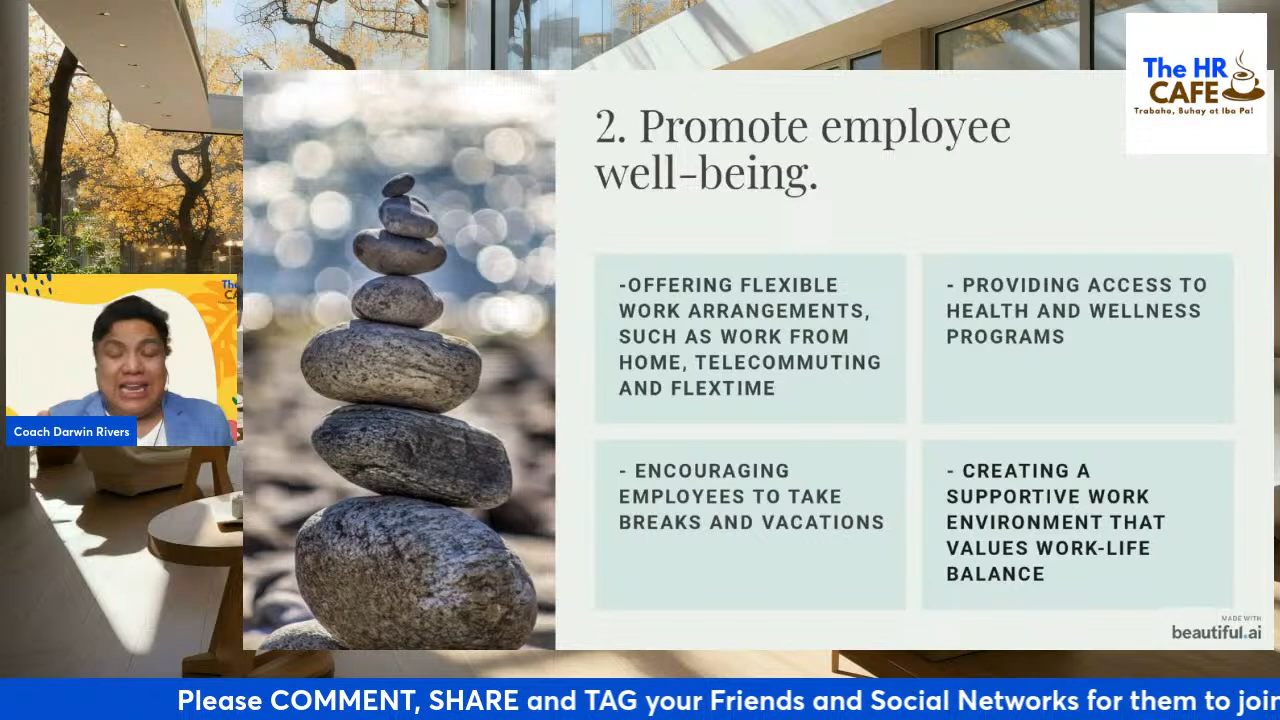 The HR
CAFE
Trabaho, Buhay at Iba Pa!
2. Promote employee
well-being.
-OFFERING FLEXIBLE
WORK ARRANGEMENTS,
SUCH AS WORK FROM
HOME, TELECOMMUTING
AND FLEXTIME
- PROVIDING ACCESS TO
HEALTH AND WELLNESS
PROGRAMS
- ENCOURAGING
EMPLOYEES TO TAKE
BREAKS AND VACATIONS
- CREATING A
SUPPORTIVE WORK
ENVIRONMENT THAT
VALUES WORK-LIFE
BALANCE
MADE WITH
beautiful.ai
Coach Darwin Rivers
Please COMMENT, SHARE and TAG your Friends and Social Networks for them to join